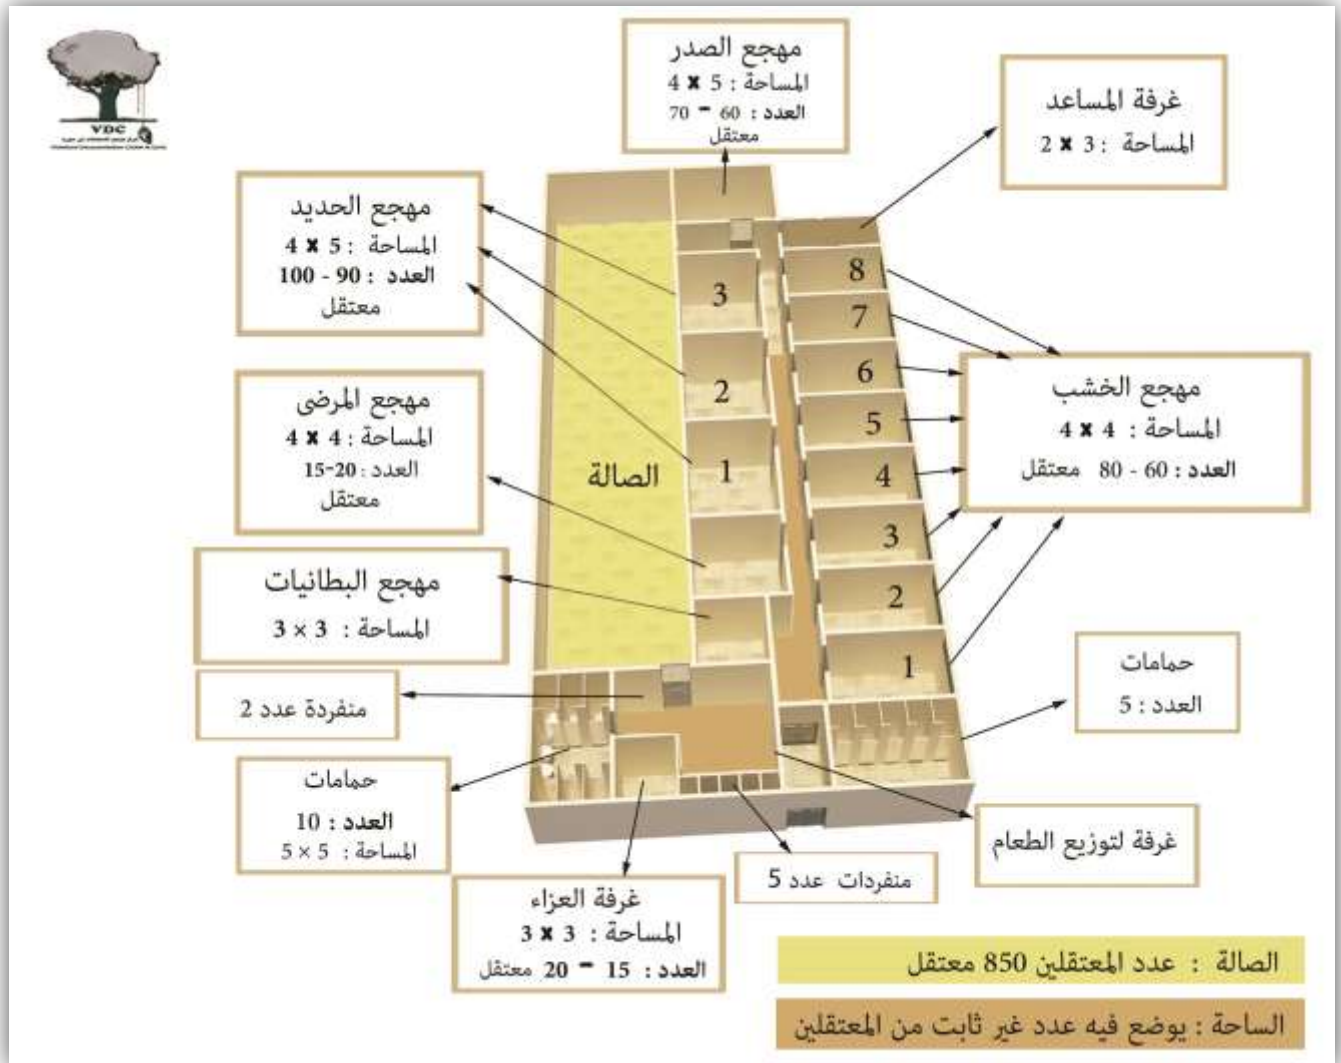 VDC
مهجع الصدر
المساحة : 5 x 4
العدد : 60 – 70
معتقل
غرفة المساعد
المساحة : 3 x 2
مهجع الحديد
المساحة : 5 x 4
العدد : 90 - 100
معتقل
مهجع المرضى
المساحة : 4 x 4
العدد : 20-15
معتقل
مهجع البطانيات
المساحة : 3 × 3
منفردة عدد 2
حمامات
العدد : 10
المساحة : 5 × 5
غرفة العزاء
المساحة : 3 x 3
العدد : 15 – 20 معتقل
منفردات عدد 5
غرفة لتوزيع الطعام
حمامات
العدد : 5
مهجع الخشب
المساحة : 4 x 4
العدد : 60 - 80 معتقل
الصالة
3
2
1
8
7
6
5
4
3
2
1
الصالة : عدد المعتقلين 850 معتقل
الساحة : يوضع فيه عدد غير ثابت من المعتقلين